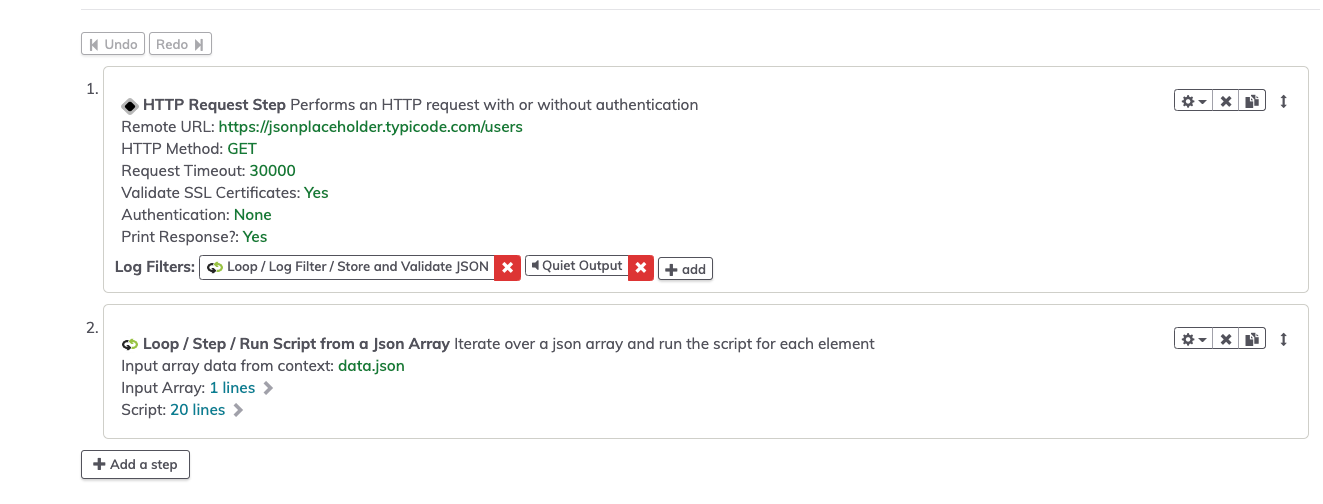 Undo Redo
1.
HTTP Request Step Performs an HTTP request with or without authentication
Remote URL: https://jsonplaceholder.typicode.com/users
HTTP Method: GET
Request Timeout: 30000
Validate SSL Certificates: Yes
Authentication: None
Print Response?: Yes
Log Filters: Loop / Log Filter / Store and Validate JSON Quiet Output add
2.
Loop / Step / Run Script from a Json Array Iterate over a json array and run the script for each element
Input array data from context: data.json
Input Array: 1 lines
Script: 20 lines
Add a step